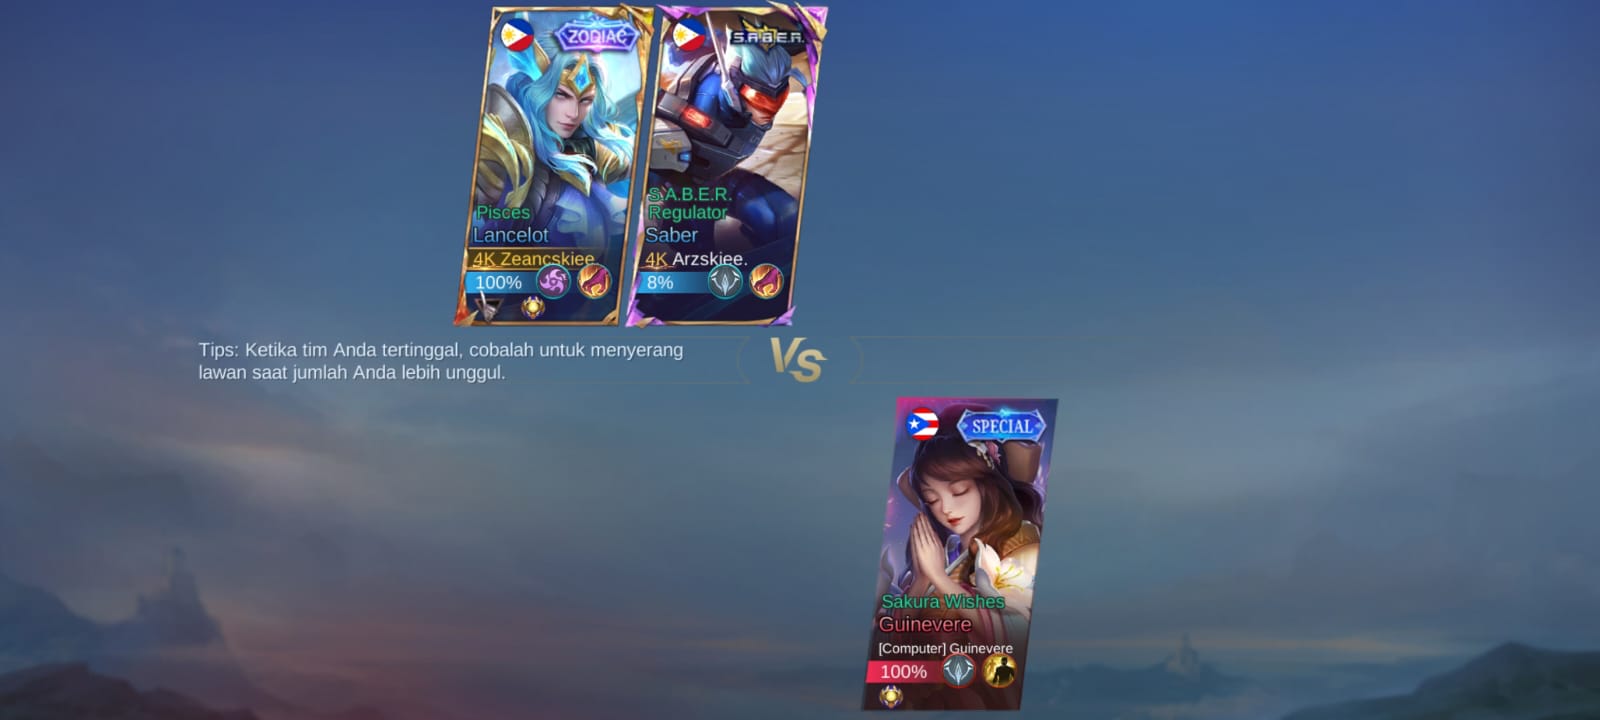 ZODIAC
Pisces
Lancelot
4K Zeancskiee.
100%
S.A.B.E.R.
S.A.B.E.R.
Regulator
Saber
4K Arzskiee.
8%
Tips: Ketika tim Anda tertinggal, cobalah untuk menyerang
lawan saat jumlah Anda lebih unggul.
VS
SPECIAL
Sakura Wishes
Guinevere
[Computer] Guinevere
100%